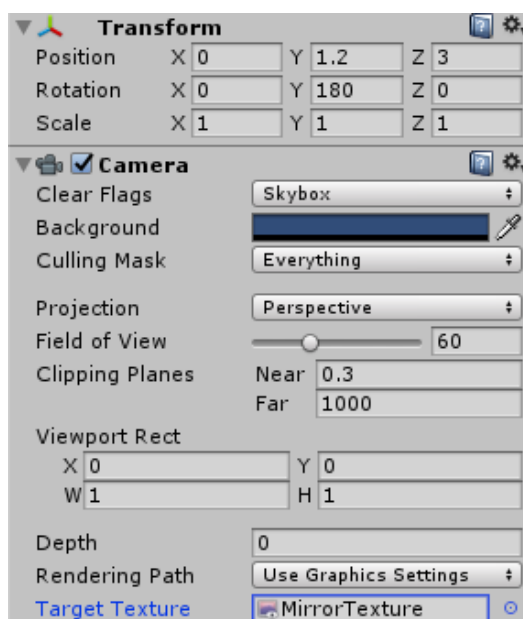 Transform
Position X 0 Y 1.2 Z 3
Rotation X 0 Y 180 Z 0
Scale X 1 Y 1 Z 1
Camera
Clear Flags Skybox
Background
Culling Mask Everything
Projection Perspective
Field of View 60
Clipping Planes Near 0.3
Far 1000
Viewport Rect
X 0 Y 0
W 1 H 1
Depth 0
Rendering Path Use Graphics Settings
Target Texture MirrorTexture